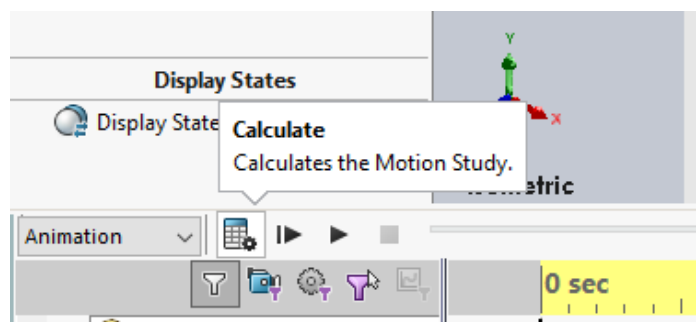 Display States
Display State
Calculate
Calculates the Motion Study.
Y
X
Animation
0 sec